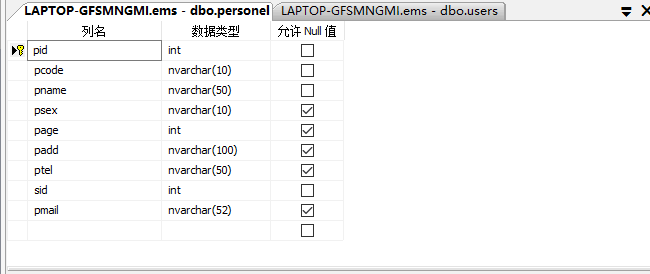 LAPTOP-GFSMNGMI.ems - dbo.personel LAPTOP-GFSMNGMI.ems - dbo.users
列名 数据类型 允许 Null 值
pid int
pcode nvarchar(10)
pname nvarchar(50)
psex nvarchar(10)
page int
padd nvarchar(100)
ptel nvarchar(50)
sid int
pmail nvarchar(52)